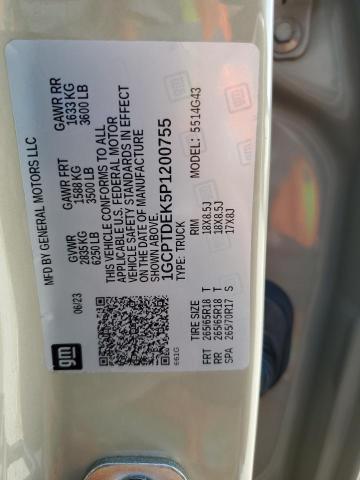 MFD BY GENERAL MOTORS LLC
06/23
GVWR
2835 KG
6250 LB
GAWR FRT
1588 KG
3500 LB
GAWR RR
1633 KG
3600 LB
THIS VEHICLE CONFORMS TO ALL
APPLICABLE U.S. FEDERAL MOTOR
VEHICLE SAFETY STANDARDS IN EFFECT
ON THE DATE OF MANUFACTURE
SHOWN ABOVE.
1GCPTDEK5P1200755
TYPE: TRUCK
MODEL: 5514G43
gm
E61G
TIRE SIZE RIM
FRT 265/65R18 T 18X8.5J
RR 265/65R18 T 18X8.5J
SPA 265/70R17 S 17X8J